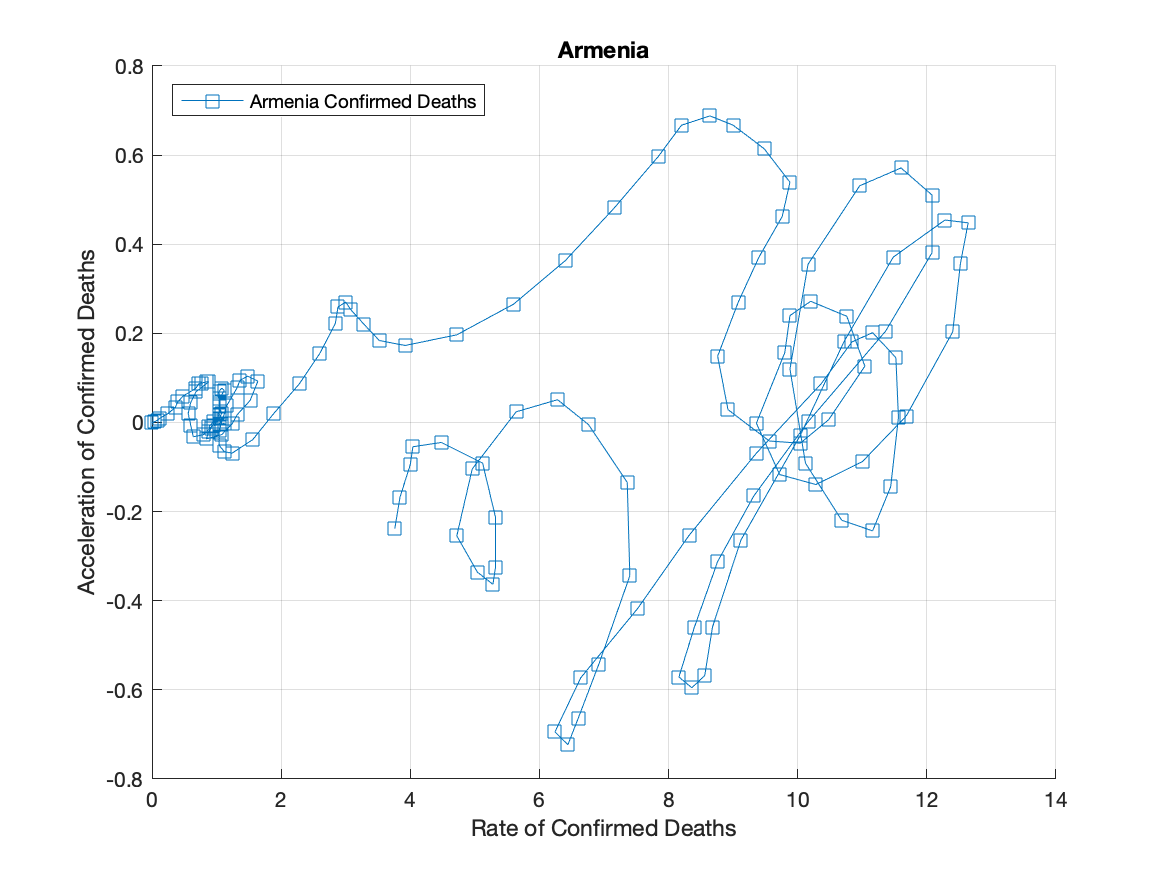 Armenia
Armenia Confirmed Deaths
0.8
0.6
0.4
0.2
0
-0.2
-0.4
-0.6
-0.8
Acceleration of Confirmed Deaths
0 2 4 6 8 10 12 14
Rate of Confirmed Deaths